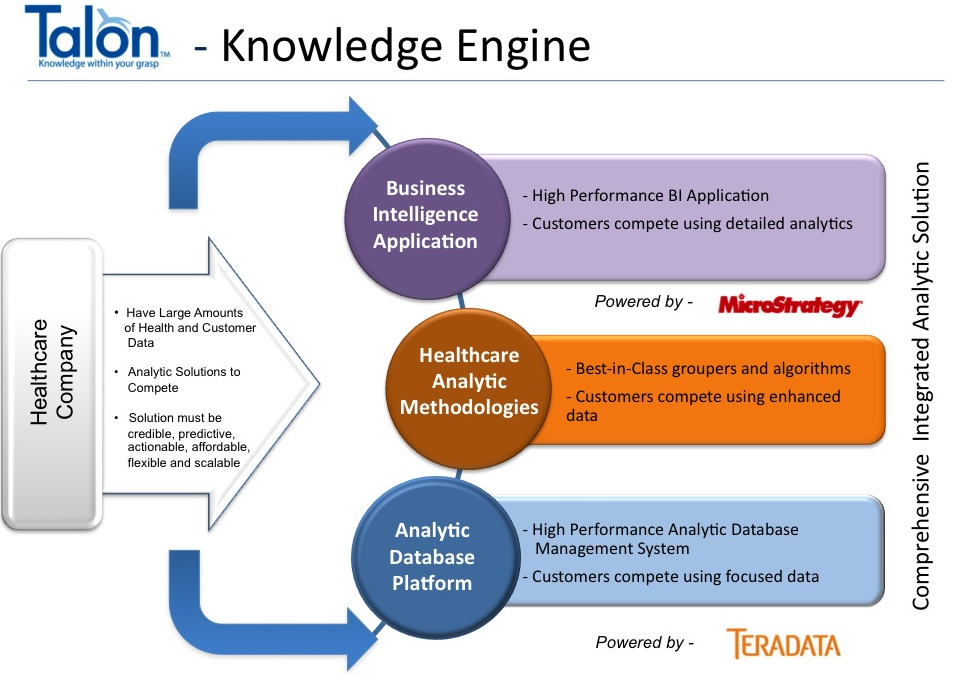 Talon™ - Knowledge Engine
Knowledge within your grasp
Healthcare
Company
• Have Large Amounts
of Health and Customer
Data
• Analytic Solutions to
Compete
• Solution must be
credible, predictive,
actionable, affordable,
flexible and scalable
Business
Intelligence
Application
- High Performance BI Application
- Customers compete using detailed analytics
Powered by - MicroStrategy
Healthcare
Analytic
Methodologies
- Best-in-Class groupers and algorithms
- Customers compete using enhanced
data
Analytic
Database
Platform
- High Performance Analytic Database
Management System
- Customers compete using focused data
Powered by - TERADATA
Comprehensive Integrated Analytic Solution